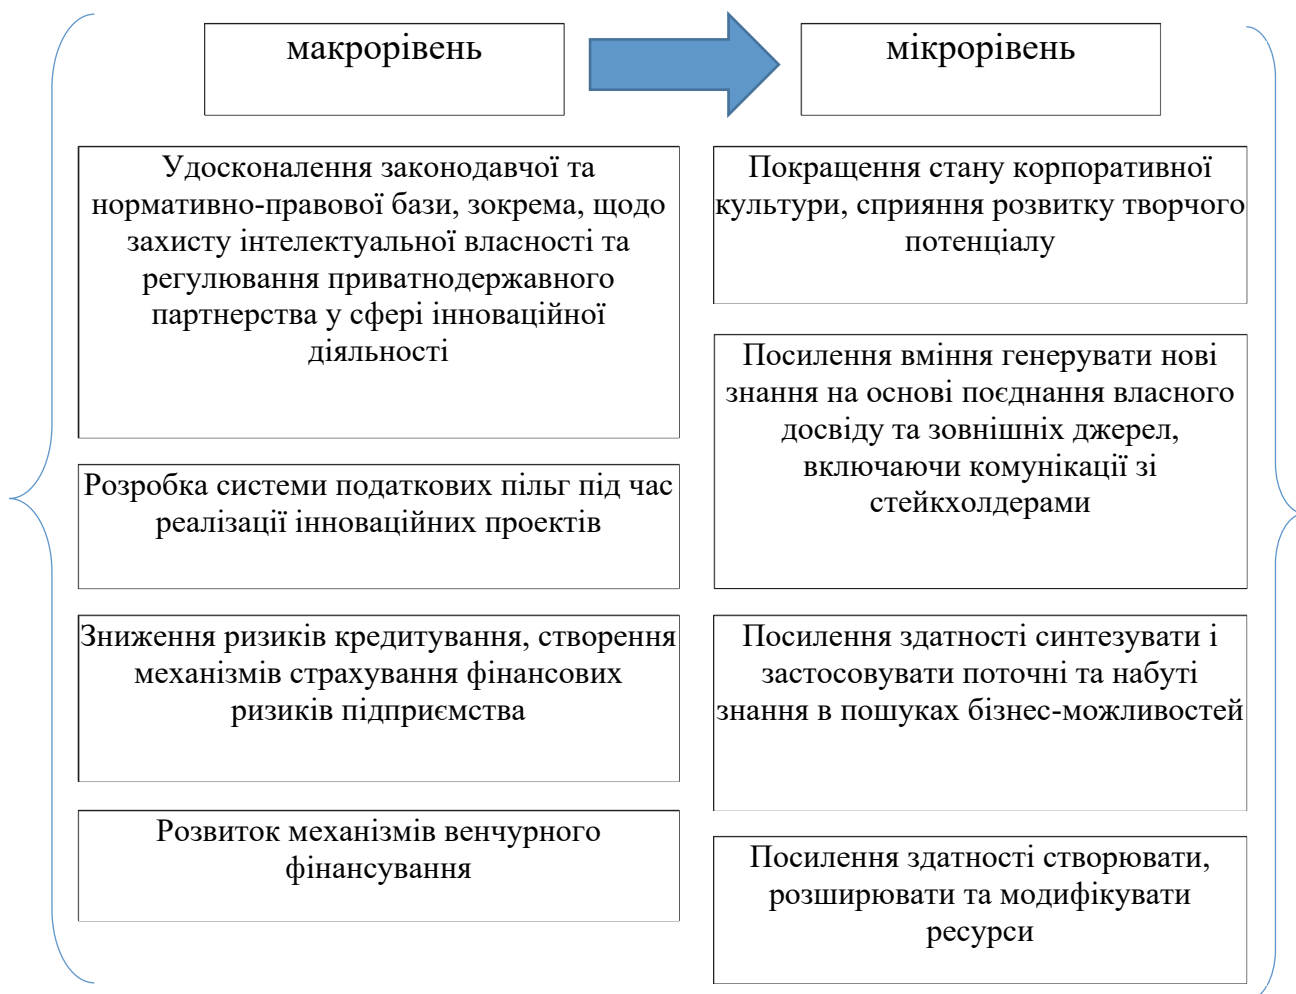 макрорівень
мікрорівень
Удосконалення законодавчої та
нормативно-правової бази, зокрема, щодо
захисту інтелектуальної власності та
регулювання приватнодержавного
партнерства у сфері інноваційної
діяльності
Розробка системи податкових пільг під час
реалізації інноваційних проектів
Зниження ризиків кредитування, створення
механізмів страхування фінансових
ризиків підприємства
Розвиток механізмів венчурного
фінансування
Покращення стану корпоративної
культури, сприяння розвитку творчого
потенціалу
Посилення вміння генерувати нові
знання на основі поєднання власного
досвіду та зовнішніх джерел,
включаючи комунікації зі
стейкхолдерами
Посилення здатності синтезувати і
застосовувати поточні та набуті
знання в пошуках бізнес-можливостей
Посилення здатності створювати,
розширювати та модифікувати
ресурси